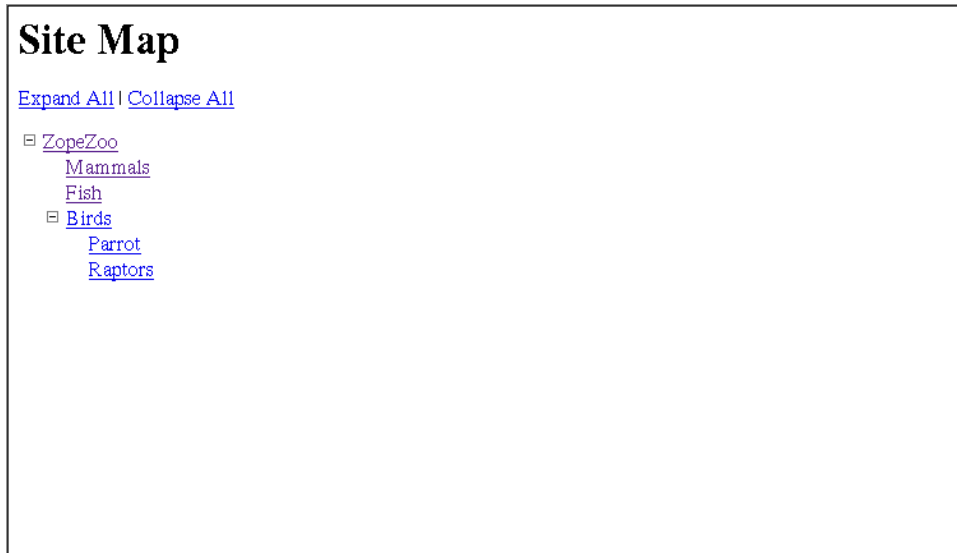 Site Map
Expand All | Collapse All
ZopeZoo
Mammals
Fish
Birds
Parrot
Raptors